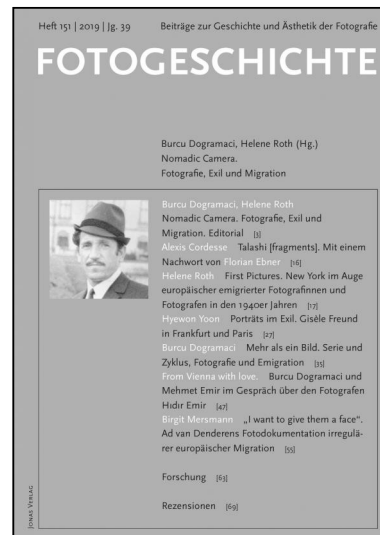 Heft 151 | 2019 | Jg. 39 Beiträge zur Geschichte und Ästhetik der Fotografie
FOTOGESCHICHTE
Burcu Dogramaci, Helene Roth (Hg.)
Nomadic Camera.
Fotografie, Exil und Migration
Burcu Dogramaci, Helene Roth
Nomadic Camera. Fotografie, Exil und
Migration. Editorial [3]
Alexis Cordesse Talashi [fragments]. Mit einem
Nachwort von Florian Ebner [16]
Helene Roth First Pictures. New York im Auge
europäischer emigrierter Fotografinnen und
Fotografen in den 1940er Jahren [17]
Hyewon Yoon Porträts im Exil. Gisèle Freund
in Frankfurt und Paris [27]
Burcu Dogramaci Mehr als ein Bild. Serie und
Zyklus, Fotografie und Emigration [35]
From Vienna with love. Burcu Dogramaci und
Mehmet Emir im Gespräch über den Fotografen
Hıdır Emir [47]
Birgit Mersmann „I want to give them a face“.
Ad van Denderens Fotodokumentation irregulä-
rer europäischer Migration [55]
Forschung [63]
Rezensionen [69]
JONAS VERLAG